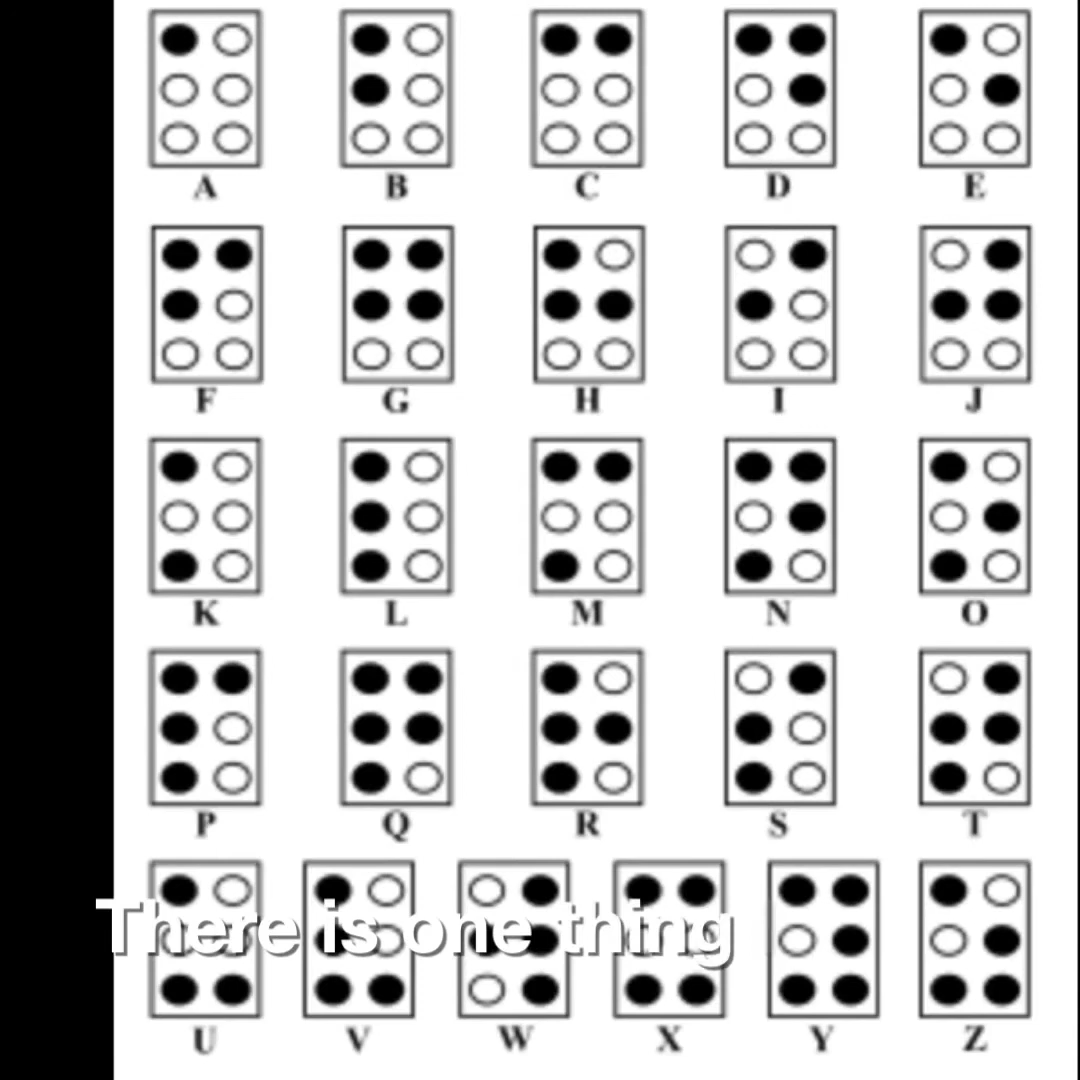 A B C D E
F G H I J
K L M N O
P Q R S T
There is one thing
U V W X Y Z